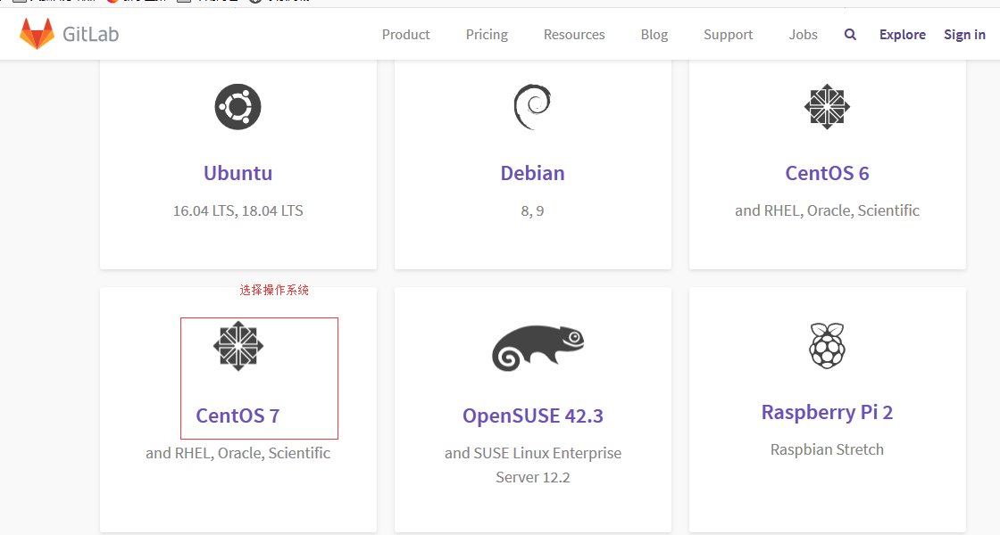 GitLab
Product Pricing Resources Blog Support Jobs Explore Sign in
Ubuntu
16.04 LTS, 18.04 LTS
Debian
8, 9
CentOS 6
and RHEL, Oracle, Scientific
选择操作系统
CentOS 7
and RHEL, Oracle, Scientific
OpenSUSE 42.3
and SUSE Linux Enterprise
Server 12.2
Raspberry Pi 2
Raspbian Stretch